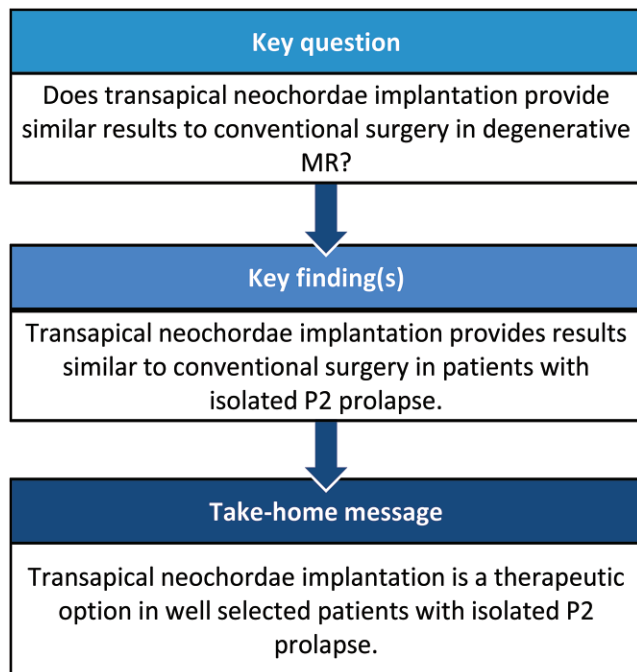 Key question
Does transapical neochordae implantation provide
similar results to conventional surgery in degenerative
MR?
Key finding(s)
Transapical neochordae implantation provides results
similar to conventional surgery in patients with
isolated P2 prolapse.
Take-home message
Transapical neochordae implantation is a therapeutic
option in well selected patients with isolated P2
prolapse.